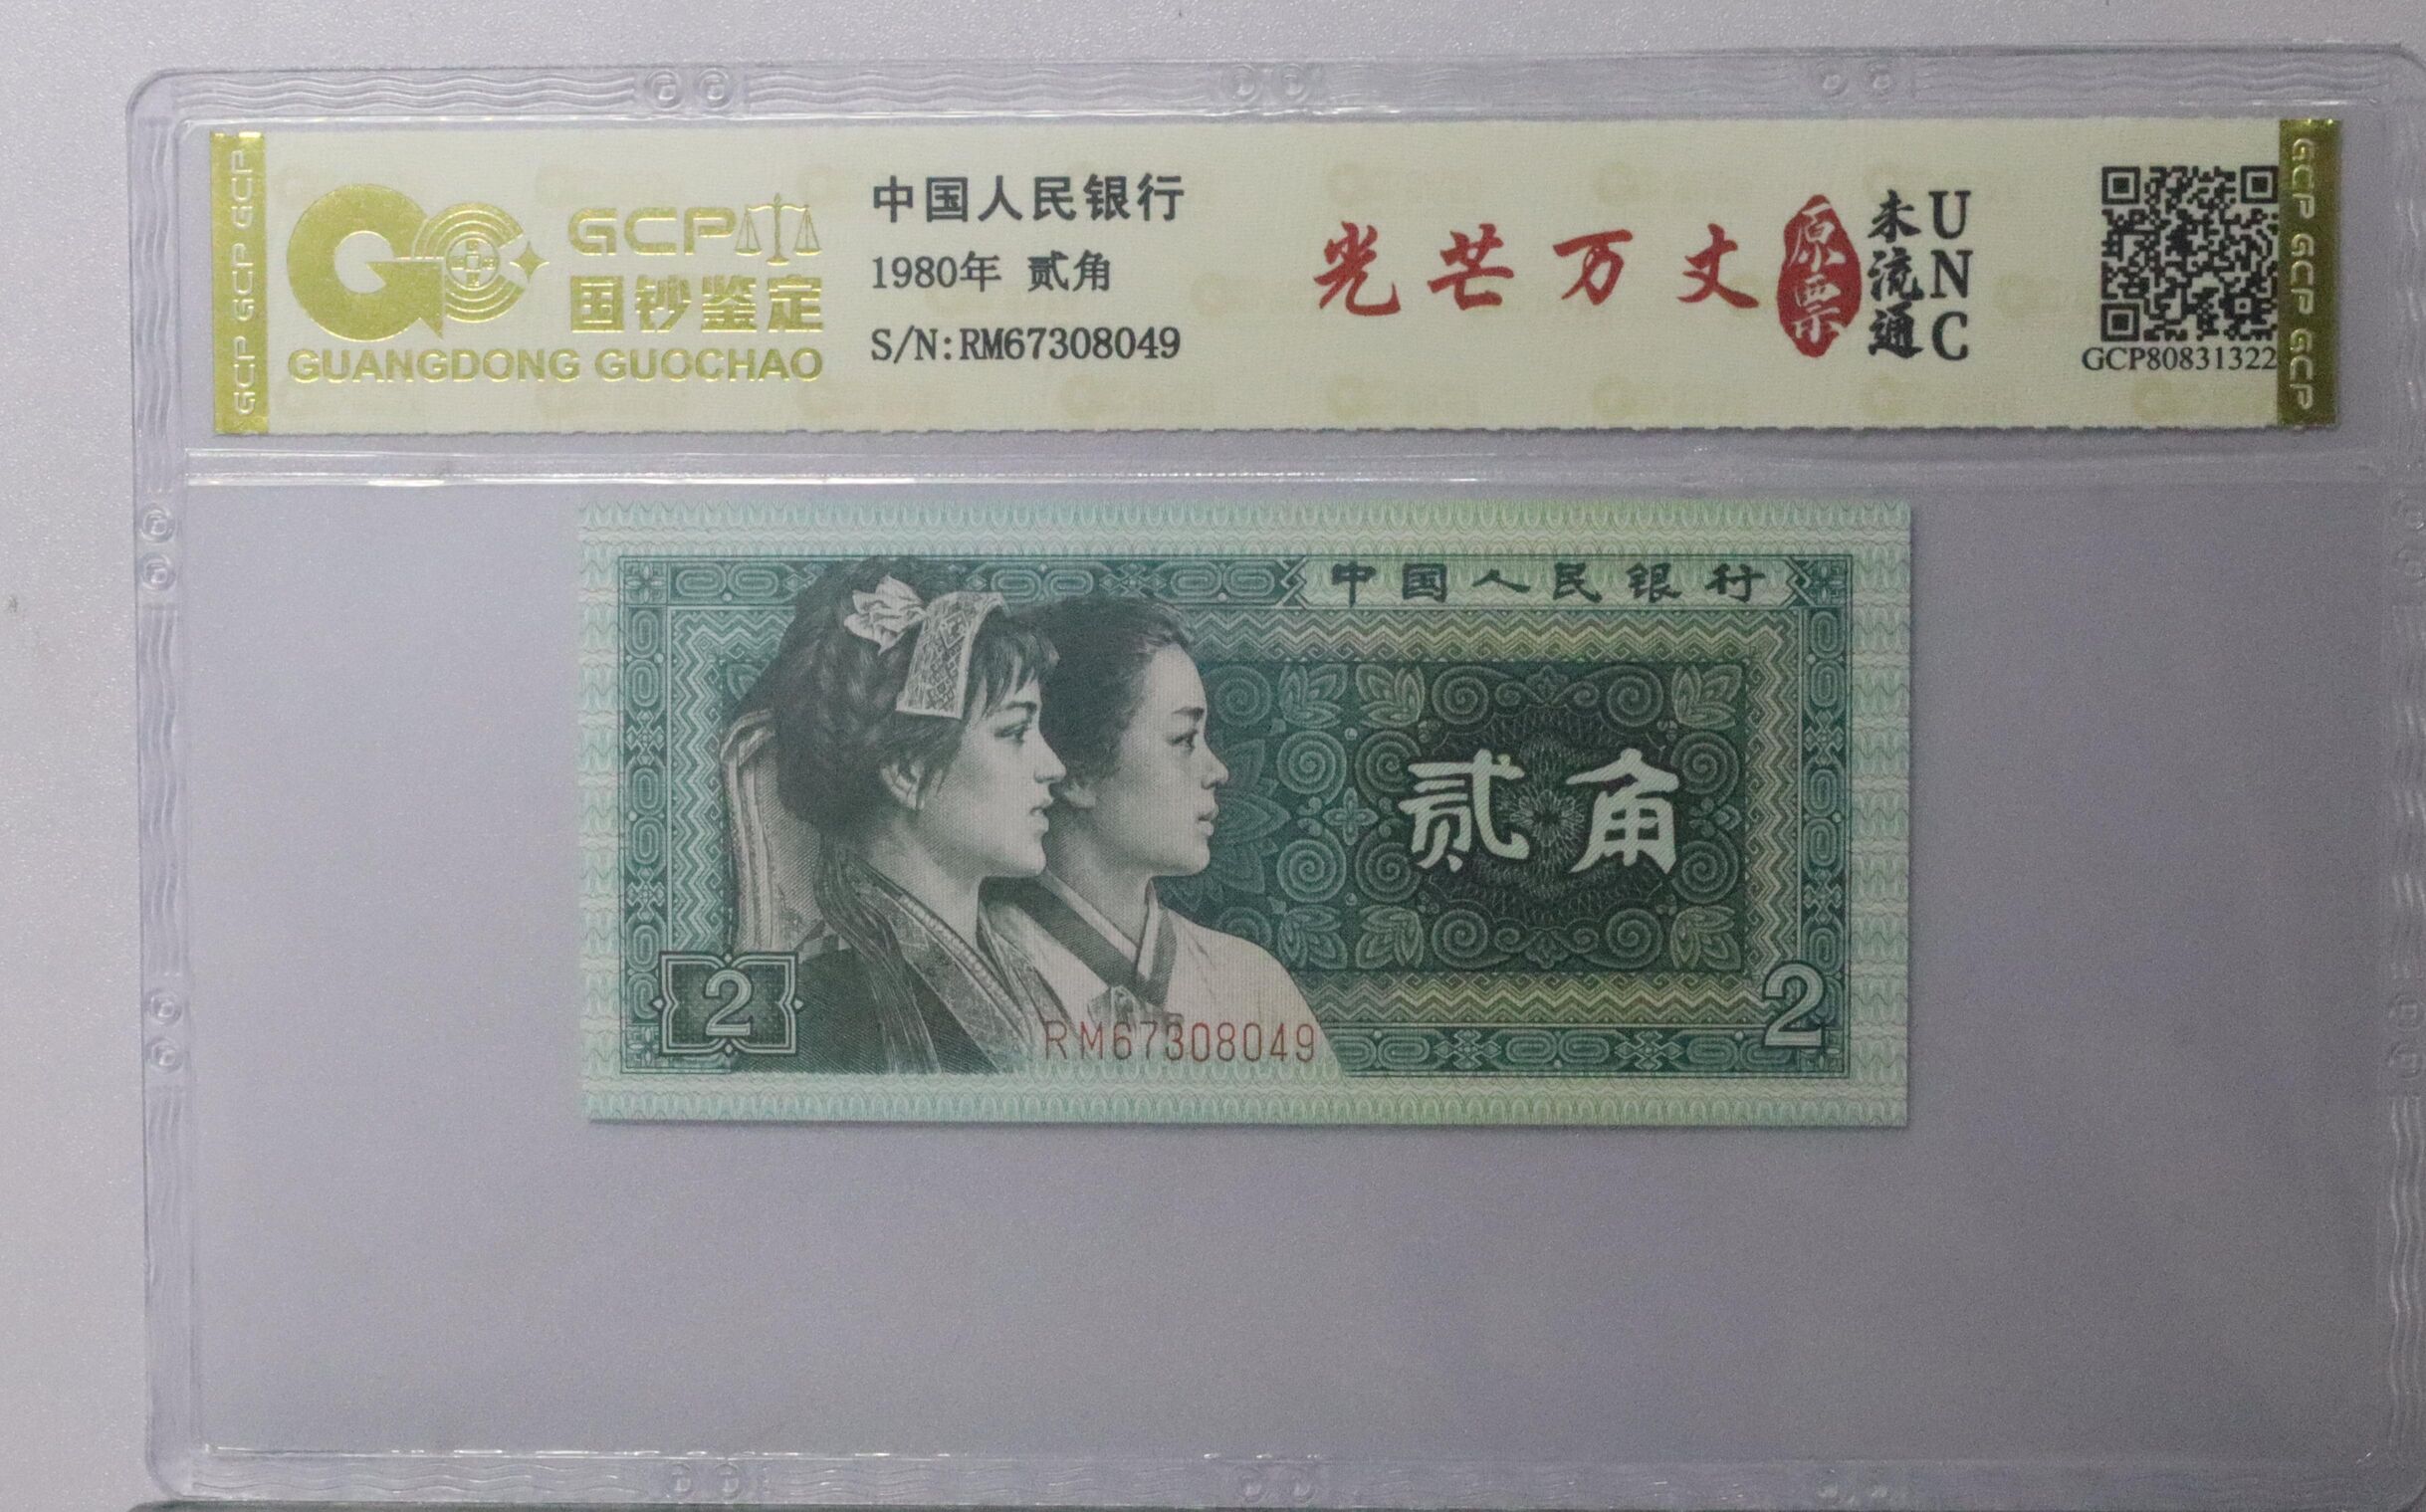 GCP GCP GCP
GCP
国钞鉴定
GUANGDONG GUOCHAO
中国人民银行
1980年 贰角
S/N:RM67308049
光芒万丈
原票
未流通
UNC
GCP80831322
GCP GCP GCP GCP
中国人民银行
贰角
2
2
RM67308049